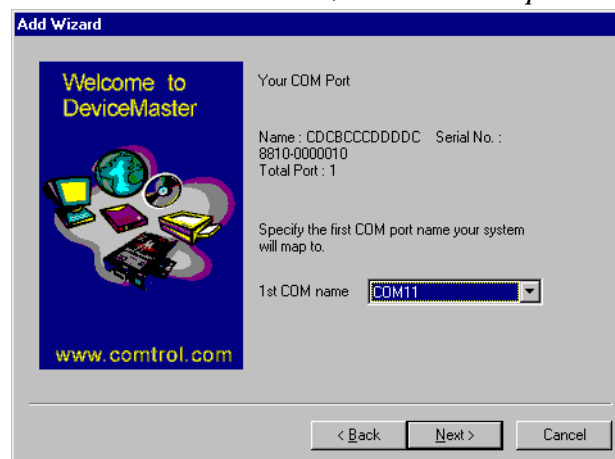 Add Wizard
Welcome to
DeviceMaster
www.comtrol.com
Your COM Port
Name : CDCBCCCDDDDC Serial No. :
8810-0000010
Total Port : 1
Specify the first COM port name your system
will map to.
1st COM name COM11
< Back Next > Cancel